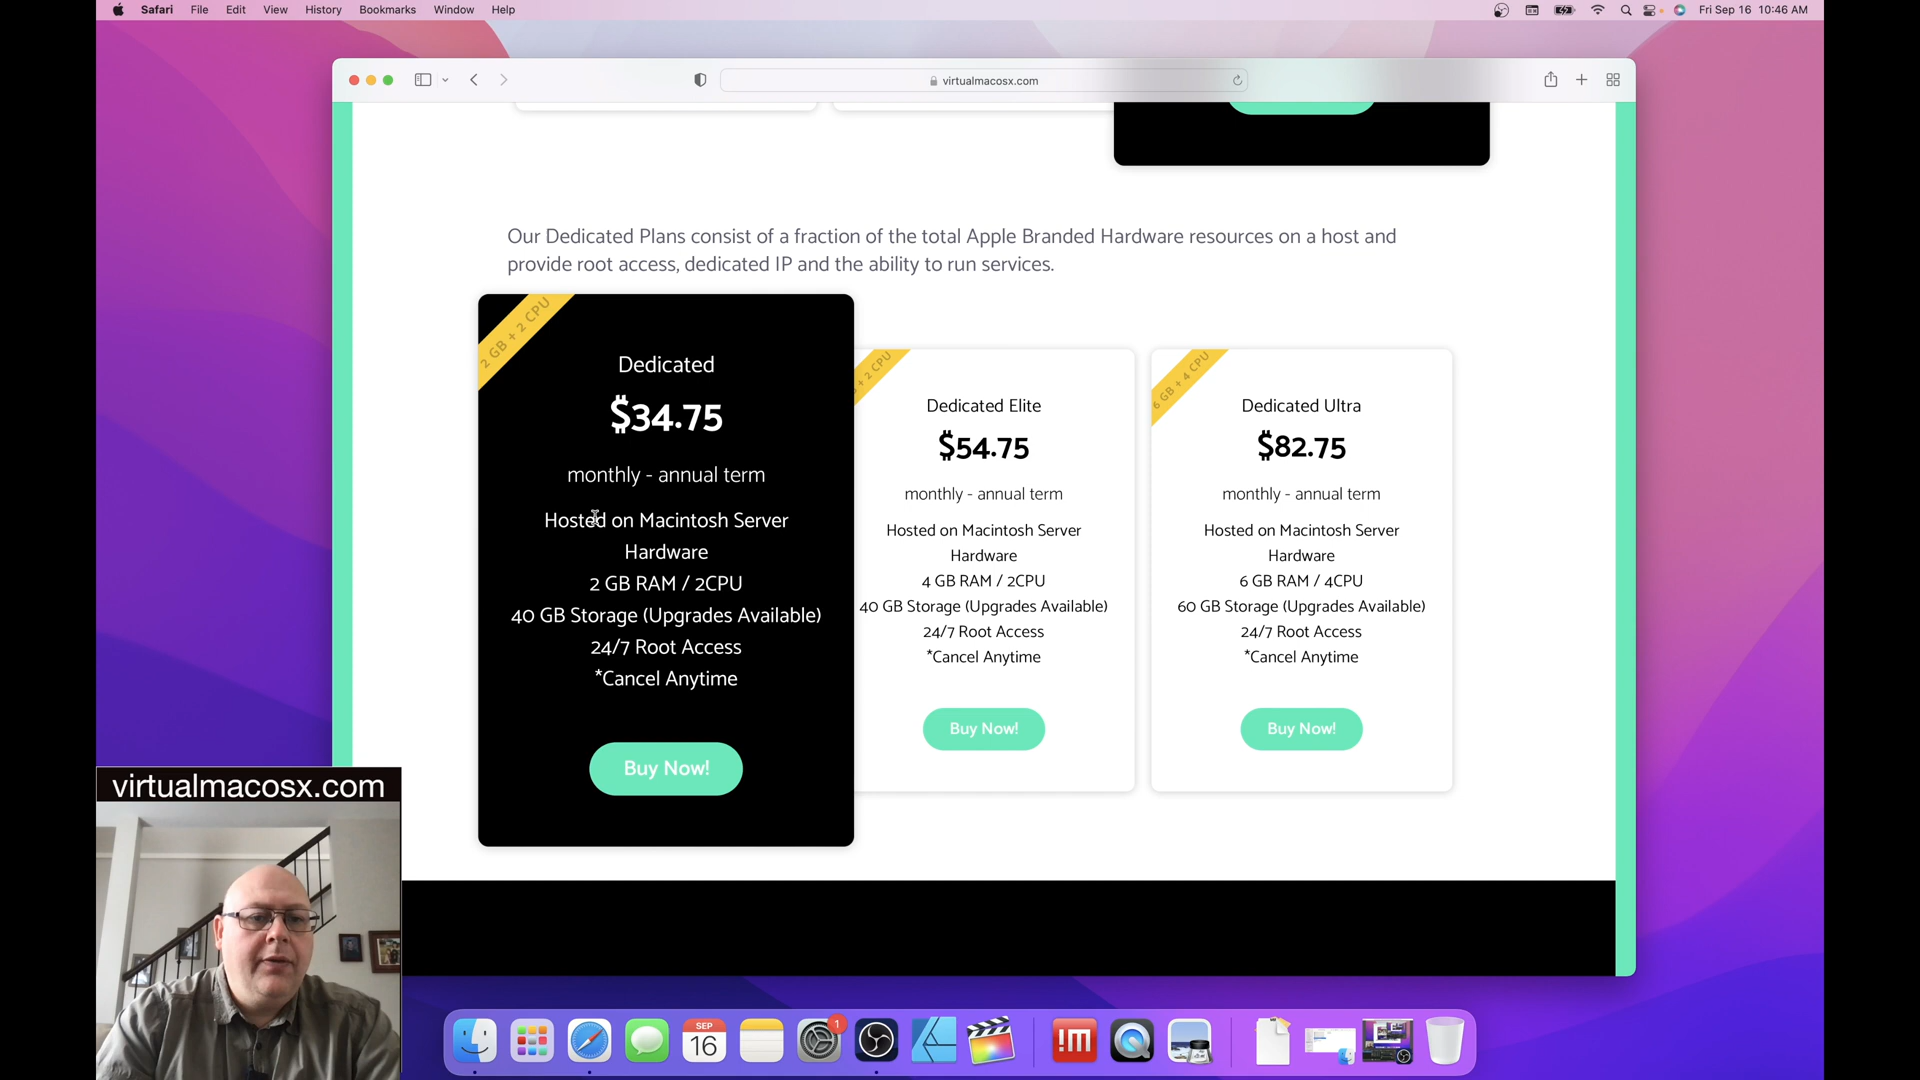 Safari File Edit View History Bookmarks Window Help
Fri Sep 16 10:46 AM
virtualmacosx.com
Our Dedicated Plans consist of a fraction of the total Apple Branded Hardware resources on a host and
provide root access, dedicated IP and the ability to run services.
2 GB + 2 CPU
Dedicated
$34.75
monthly - annual term
Hosted on Macintosh Server
Hardware
2 GB RAM / 2CPU
40 GB Storage (Upgrades Available)
24/7 Root Access
*Cancel Anytime
Buy Now!
+ 2 CPU
Dedicated Elite
$54.75
monthly - annual term
Hosted on Macintosh Server
Hardware
4 GB RAM / 2CPU
40 GB Storage (Upgrades Available)
24/7 Root Access
*Cancel Anytime
Buy Now!
6 GB + 4 CPU
Dedicated Ultra
$82.75
monthly - annual term
Hosted on Macintosh Server
Hardware
6 GB RAM / 4CPU
60 GB Storage (Upgrades Available)
24/7 Root Access
*Cancel Anytime
Buy Now!
virtualmacosx.com
SEP
16
1
!M